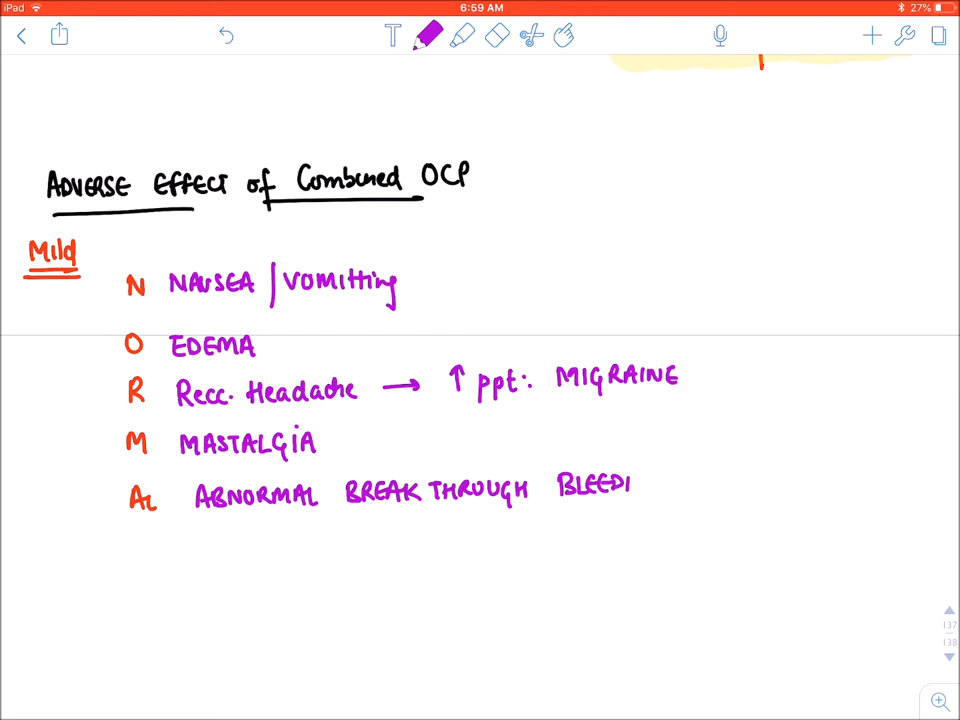 iPad 6:59 AM 27%
T
ADVERSE EFFECT of Combened OCP
Mild
N NAUSEA / VOMITTING
O EDEMA
R Recc. Headache → ↑ ppt: MIGRAINE
M MASTALGIA
AL ABNORMAL BREAK THROUGH BLEEDI
137
138